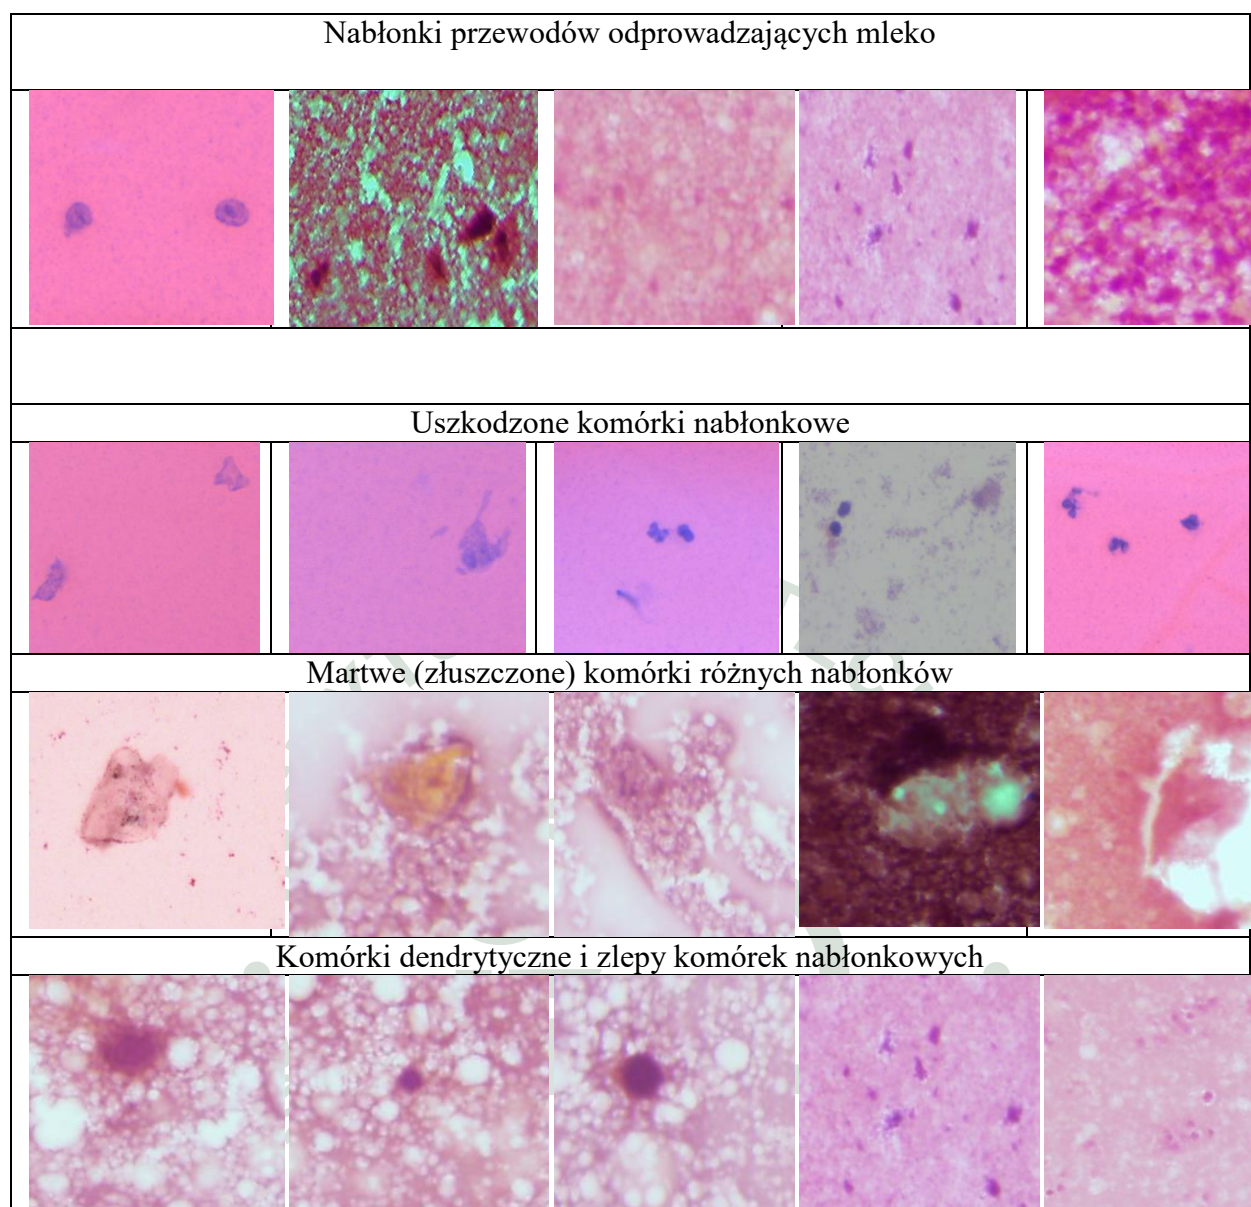 Nabłonki przewodów odprowadzających mleko
Uszkodzone komórki nabłonkowe
Martwe (złuszczone) komórki różnych nabłonków
Komórki dendrytyczne i zlepy komórek nabłonkowych